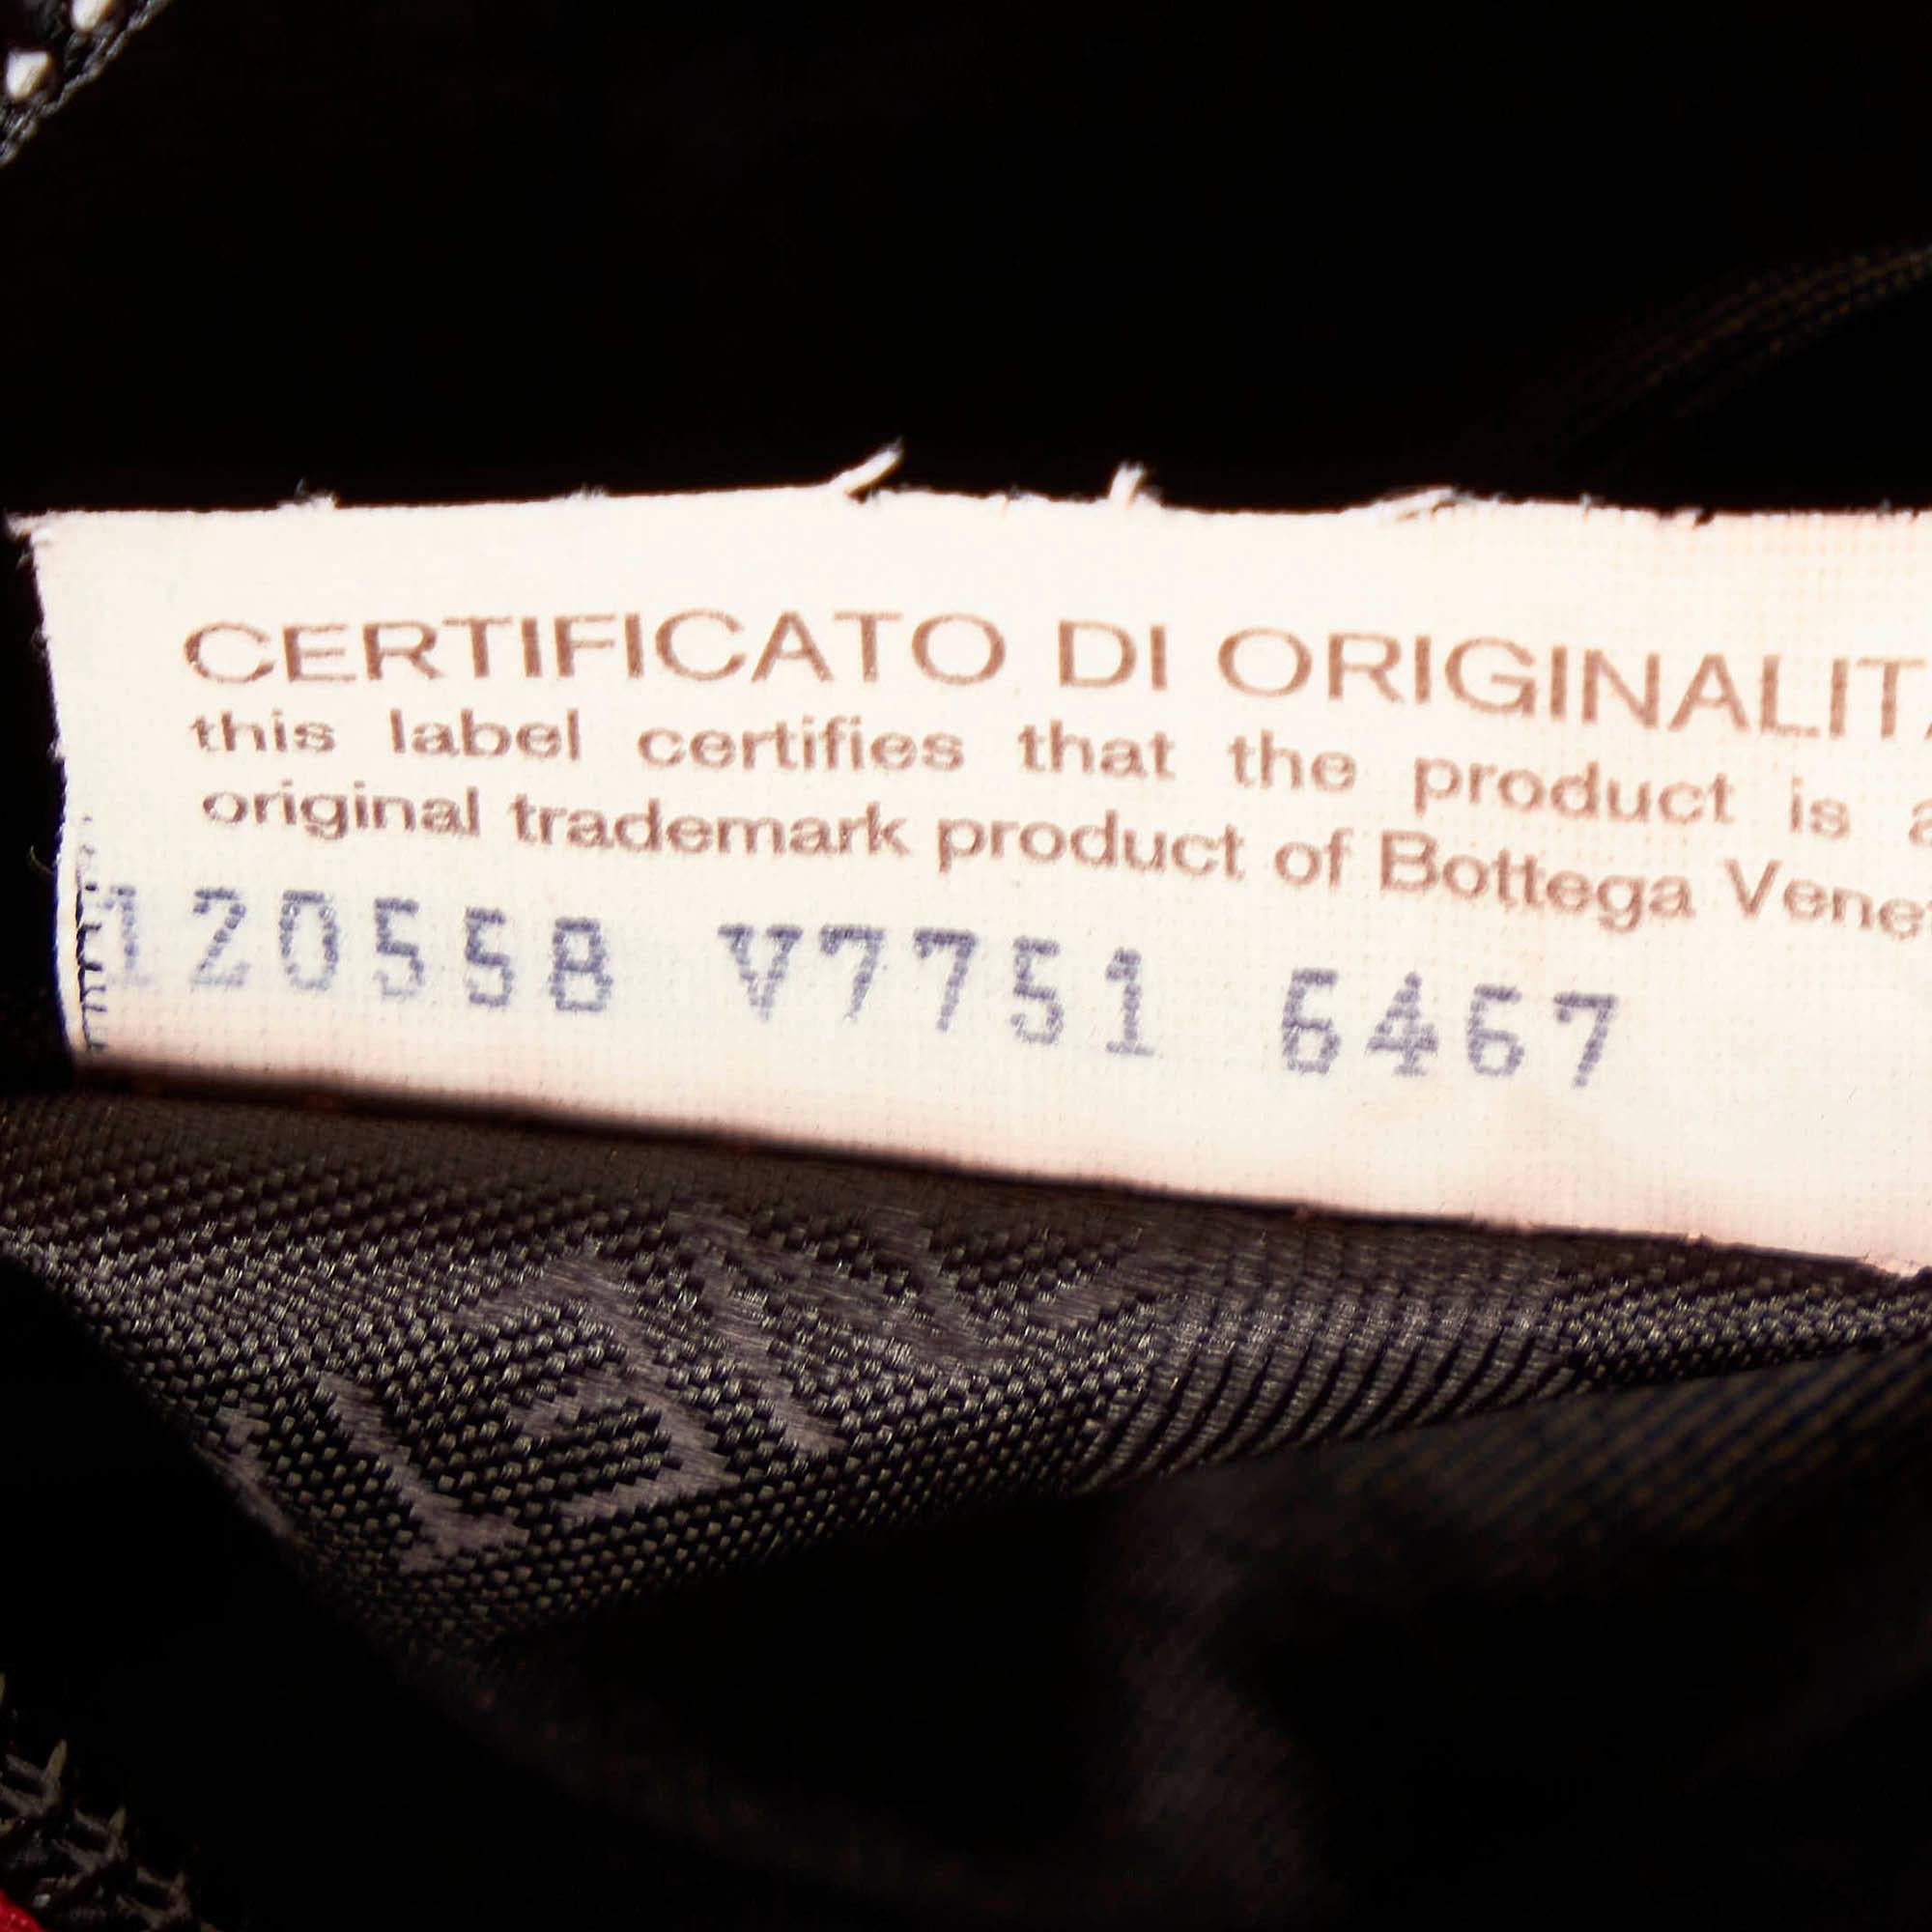 CERTIFICATO DI ORIGINALIT
this label certifies that the product is a
original trademark product of Bottega Vene
120558 V7751 6467